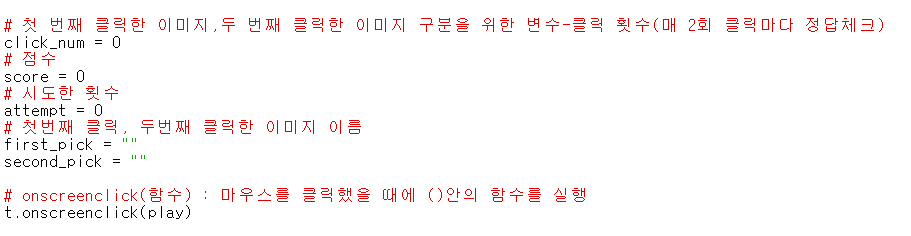 # 첫 번째 클릭한 이미지,두 번째 클릭한 이미지 구분을 위한 변수-클릭 횟수(매 2회 클릭마다 정답체크)
click_num = 0
# 점수
score = 0
# 시도한 횟수
attempt = 0
# 첫번째 클릭, 두번째 클릭한 이미지 이름
first_pick = ""
second_pick = ""
# onscreenclick(함수) : 마우스를 클릭했을 때에 ()안의 함수를 실행
t.onscreenclick(play)